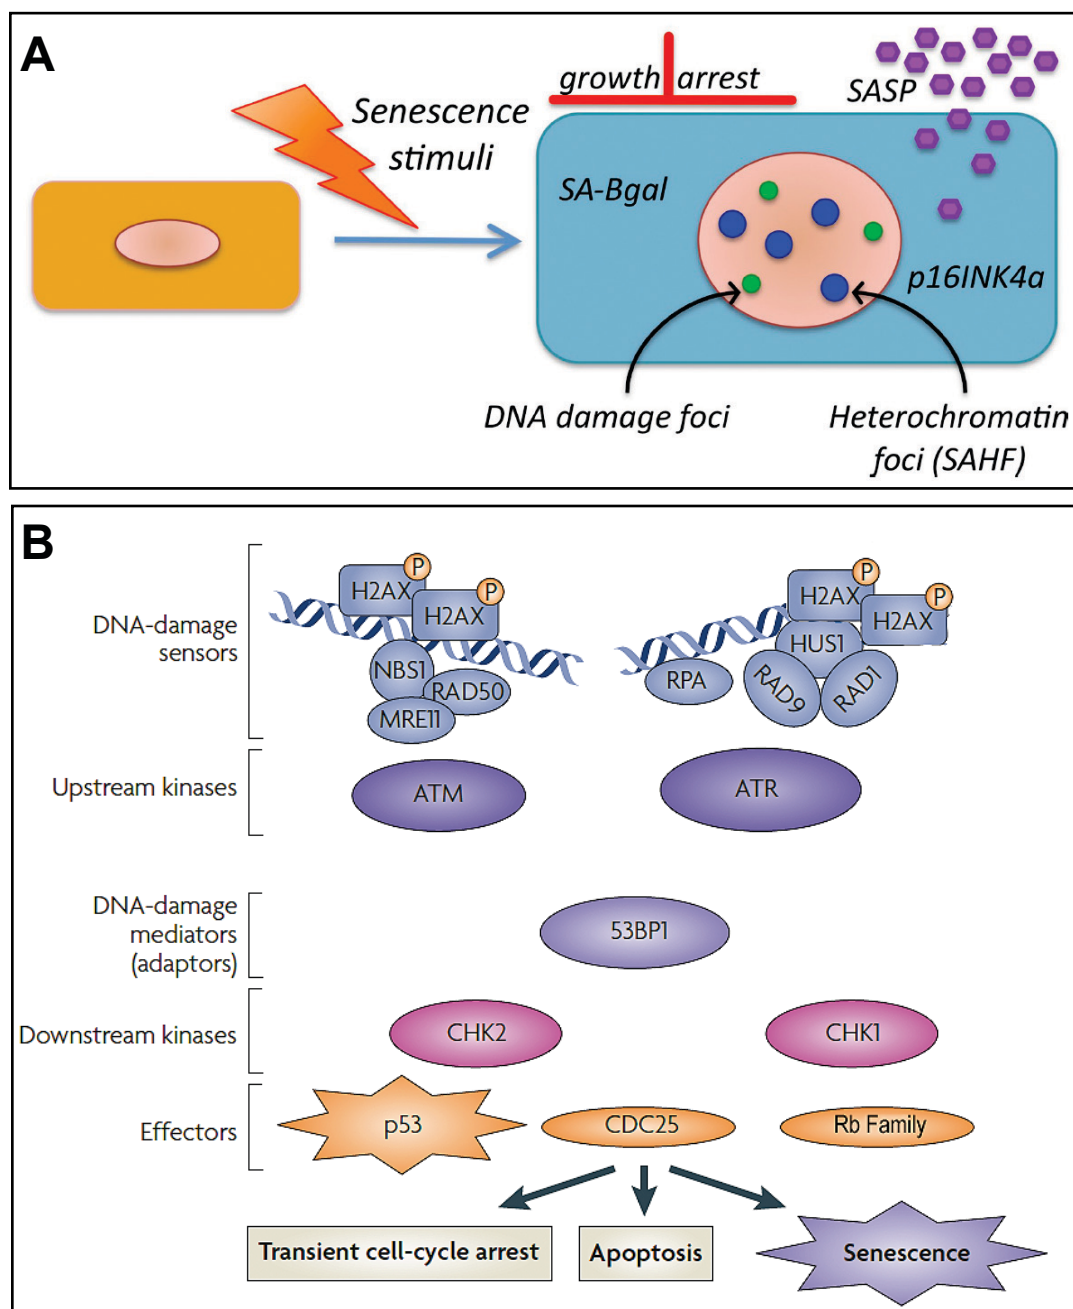 A
Senescence
stimuli
growth arrest
SASP
SA-Bgal
p16INK4a
DNA damage foci
Heterochromatin
foci (SAHF)
B
DNA-damage
sensors
H2AX
P
H2AX
P
NBS1
RAD50
MRE11
H2AX
P
H2AX
P
HUS1
RPA
RAD9
RAD1
Upstream kinases
ATM
ATR
DNA-damage
mediators
(adaptors)
53BP1
Downstream kinases
CHK2
CHK1
Effectors
p53
CDC25
Rb Family
Transient cell-cycle arrest
Apoptosis
Senescence